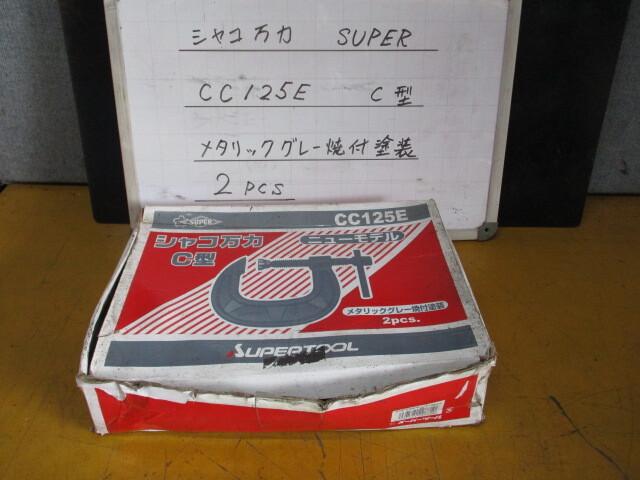 シャコ万力 SUPER
CC125E C型
メタリックグレー焼付塗装
2 PCS
SUPER
CC125E
シャコ万力
C型
ニューモデル
メタリックグレー焼付塗装
2pcs.
SUPERTOOL